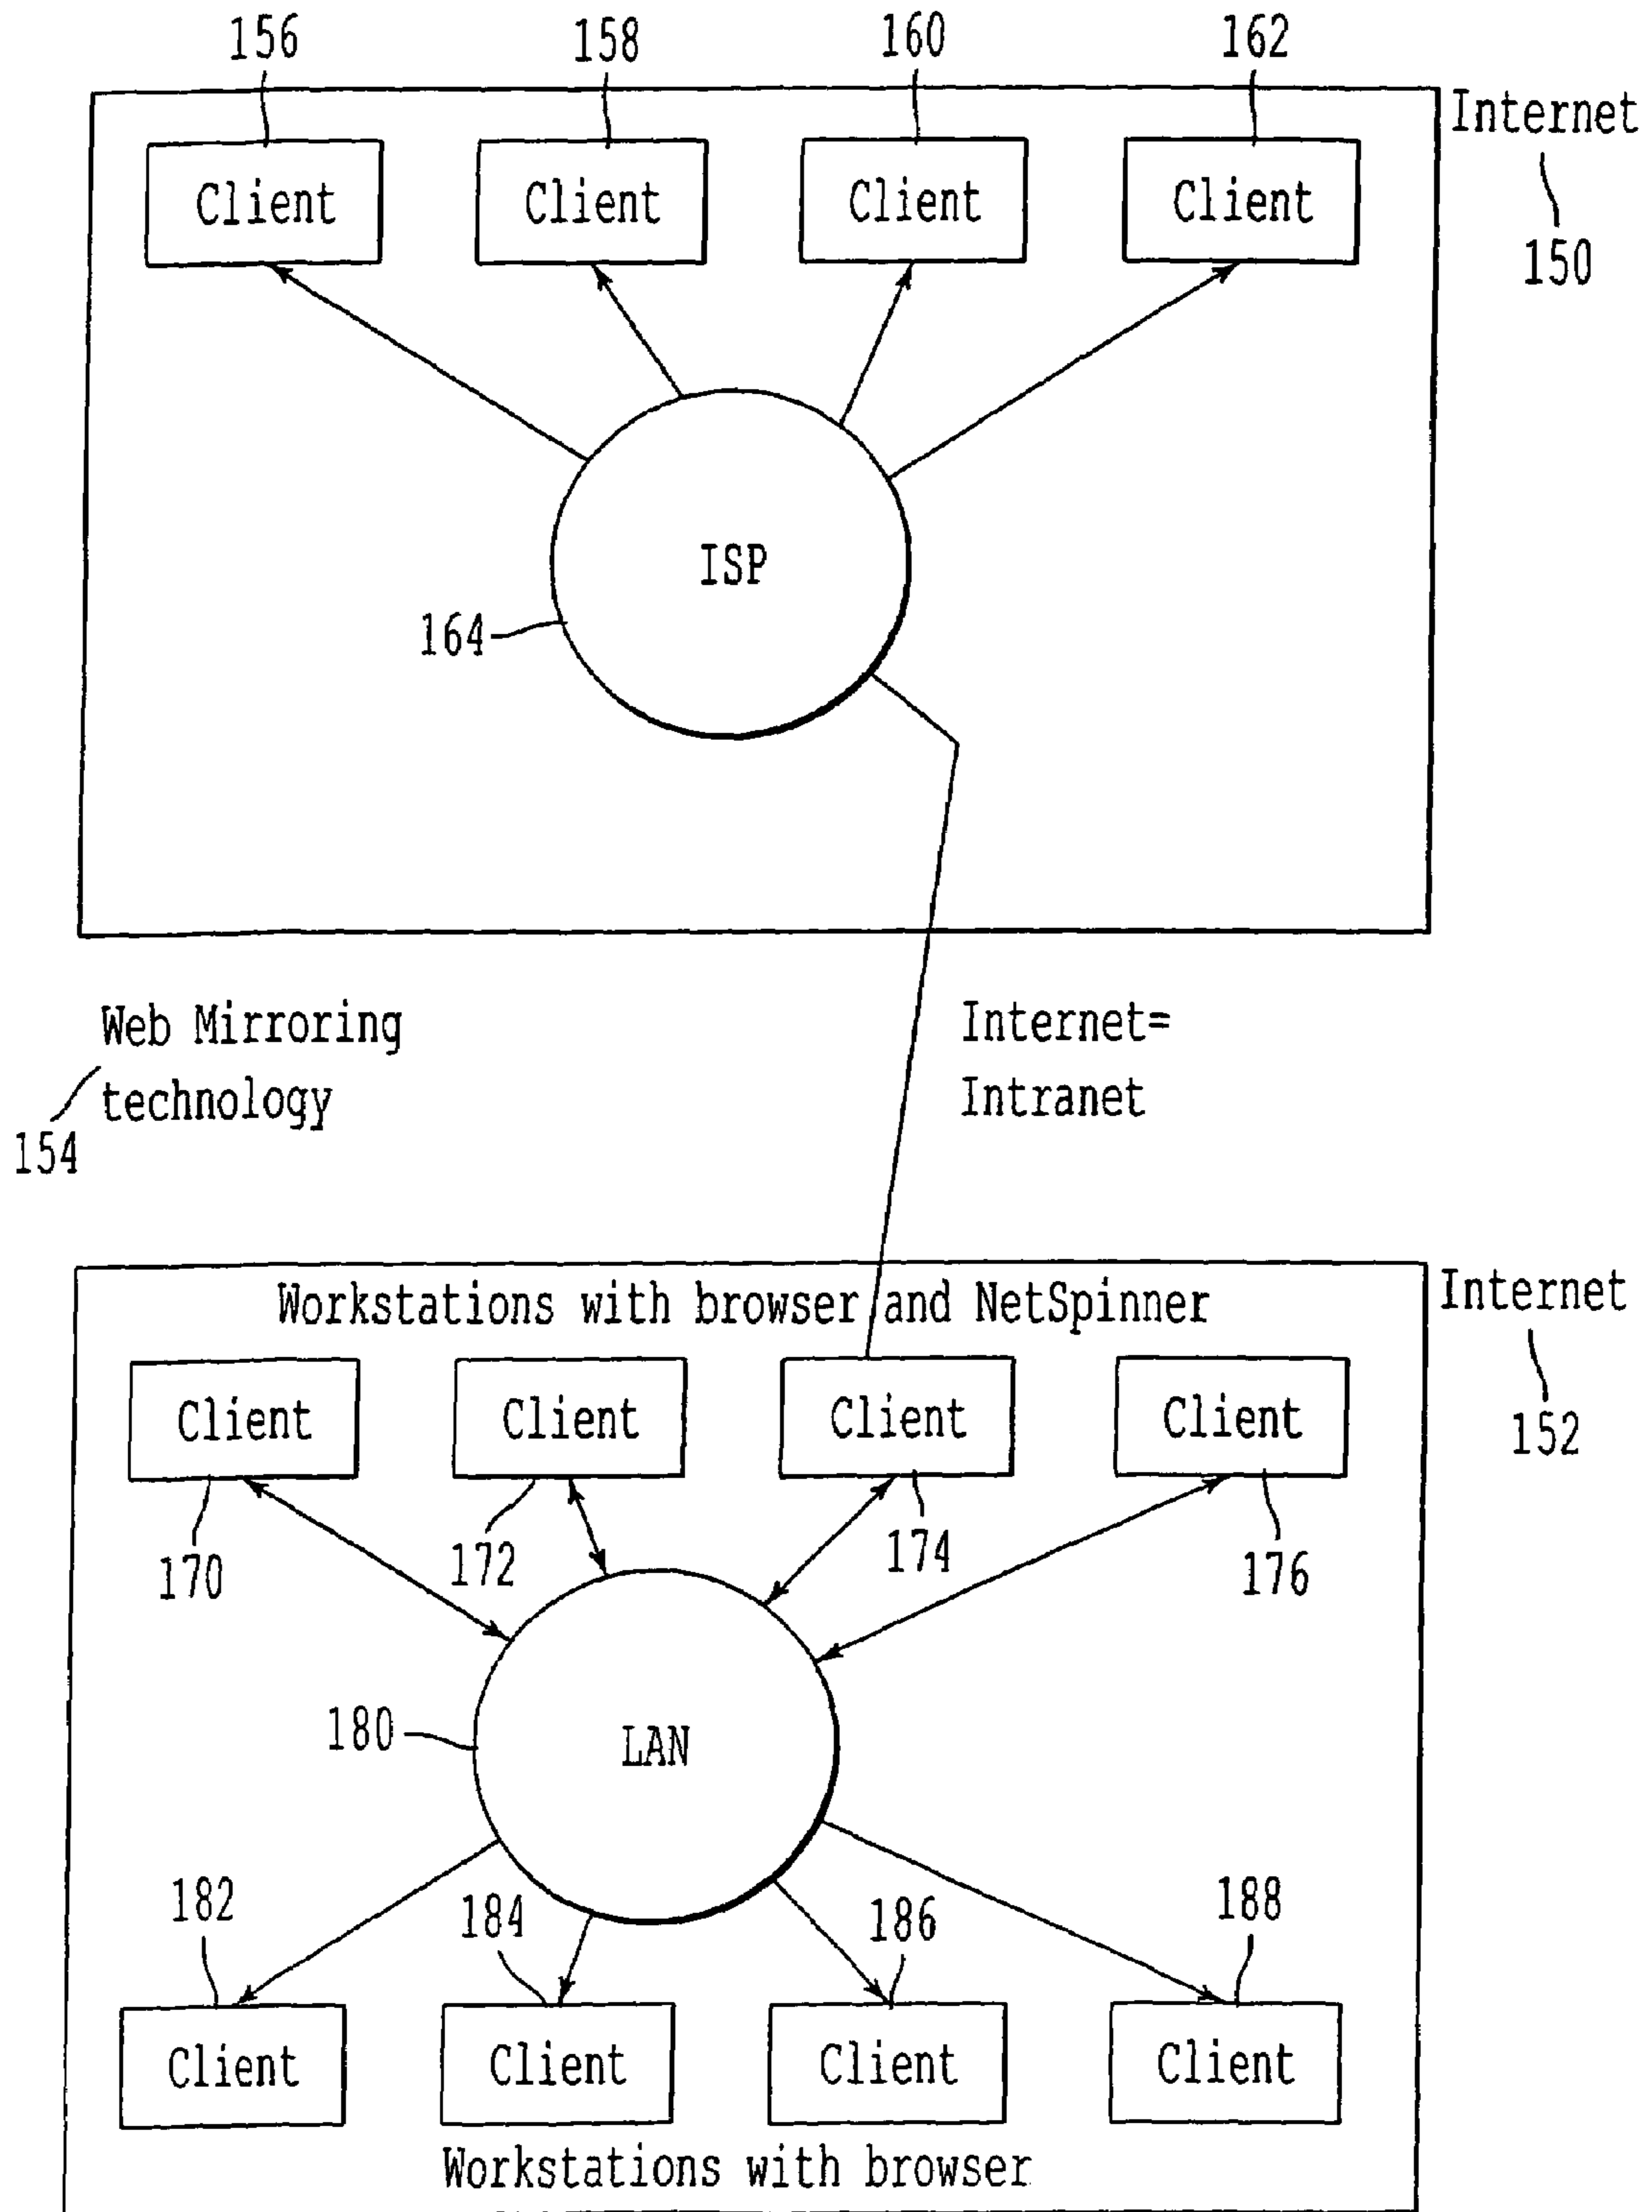 156 158 160 162
Internet
150
Client Client Client Client
ISP
164
Web Mirroring
technology
154
Internet=
Intranet
Workstations with browser and NetSpinner
Internet
152
Client Client Client Client
170 172 174 176
180
LAN
182 184 186 188
Client Client Client Client
Workstations with browser